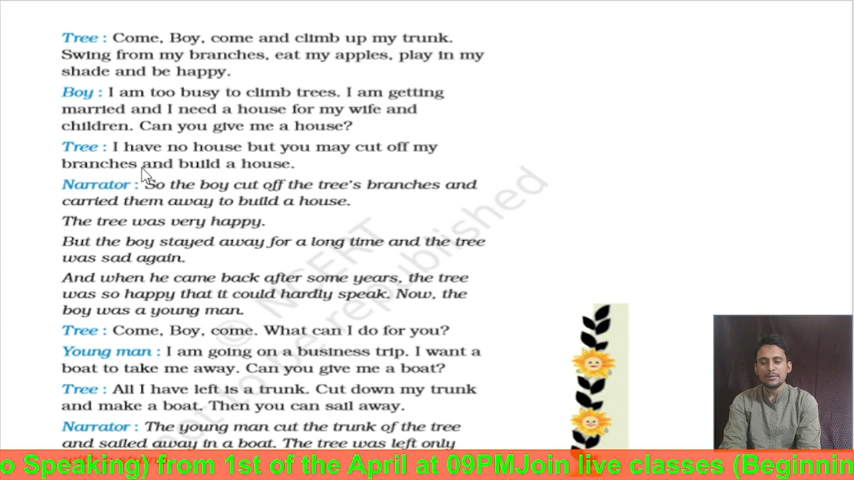 Tree : Come, Boy, come and climb up my trunk.
Swing from my branches, eat my apples, play in my
shade and be happy.
Boy : I am too busy to climb trees. I am getting
married and I need a house for my wife and
children. Can you give me a house?
Tree : I have no house but you may cut off my
branches and build a house.
Narrator : So the boy cut off the tree's branches and
carried them away to build a house.
The tree was very happy.
But the boy stayed away for a long time and the tree
was sad again.
And when he came back after some years, the tree
was so happy that it could hardly speak. Now, the
boy was a young man.
Tree : Come, Boy, come. What can I do for you?
Young man : I am going on a business trip. I want a
boat to take me away. Can you give me a boat?
Tree : All I have left is a trunk. Cut down my trunk
and make a boat. Then you can sail away.
Narrator : The young man cut the trunk of the tree
and sailed away in a boat. The tree was left only
© NCERT
not to be republished
o Speaking) from 1st of the April at 09PMJoin live classes (Beginnin